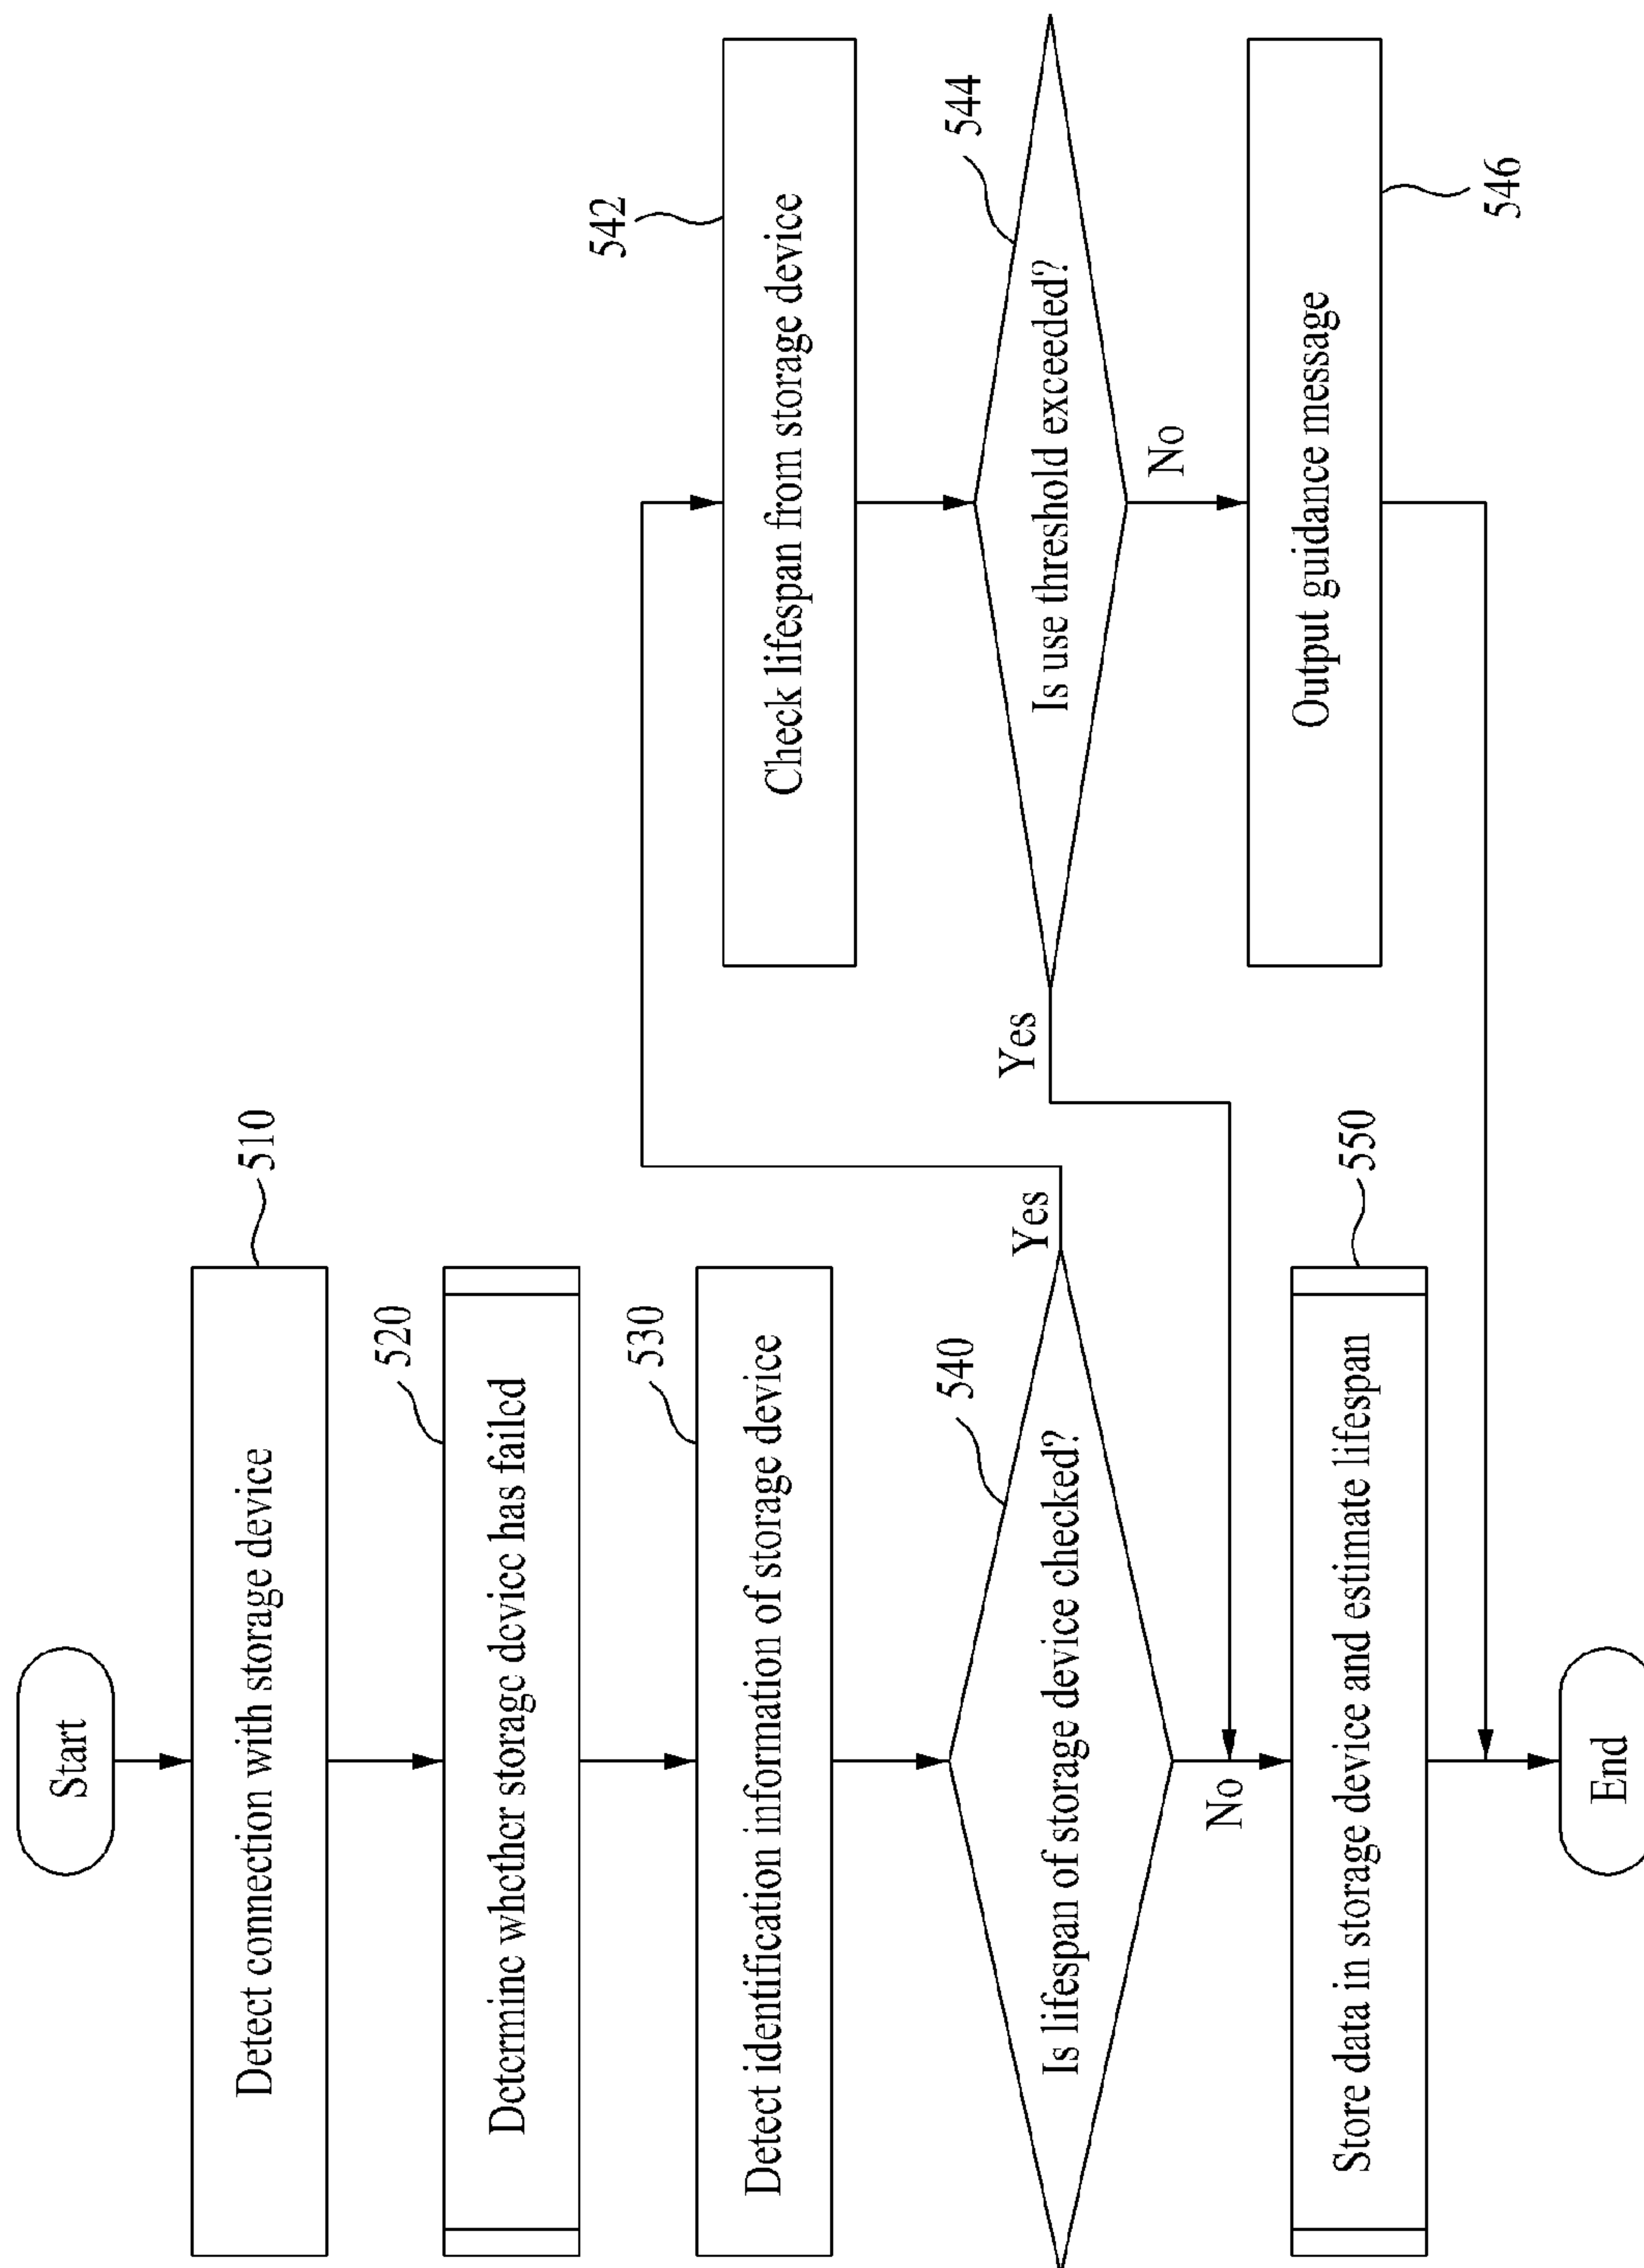 Start
Detect connection with storage device
510
Determine whether storage device has failed
520
Detect identification information of storage device
530
Is lifespan of storage device checked?
540
Yes
No
Check lifespan from storage device
542
Is use threshold exceeded?
544
Yes
No
Output guidance message
546
Store data in storage device and estimate lifespan
550
End